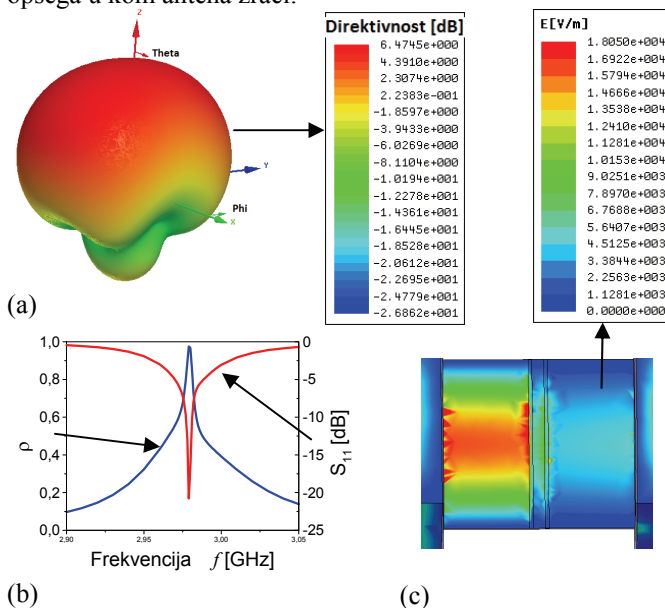 opsegu u kom antena zrači.
Z
Theta
Y
Phi
X
Direktivnost [dB]
6.4745e+000
4.3910e+000
2.3074e+000
2.2383e-001
-1.8597e+000
-3.9433e+000
-6.0269e+000
-8.1104e+000
-1.0194e+001
-1.2278e+001
-1.4361e+001
-1.6445e+001
-1.8528e+001
-2.0612e+001
-2.2695e+001
-2.4779e+001
-2.6862e+001
E[V/m]
1.8050e+004
1.6922e+004
1.5794e+004
1.4666e+004
1.3538e+004
1.2410e+004
1.1281e+004
1.0153e+004
9.0251e+003
7.8970e+003
6.7688e+003
5.6407e+003
4.5125e+003
3.3844e+003
2.2563e+003
1.1281e+003
0.0000e+000
(a)
1,0
0,8
0,6
0,4
0,2
0,0
ρ
0
-5
-10
-15
-20
-25
S11 [dB]
2,90
2,95
3,00
3,05
Frekvencija f [GHz]
(b)
(c)